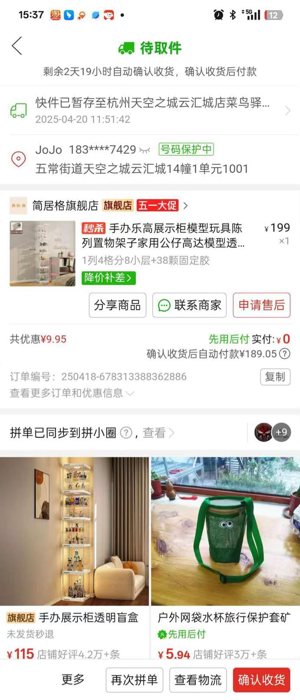 15:37
5G
12
待取件
剩余2天19小时自动确认收货，确认收货后付款
快件已暂存至杭州天空之城云汇城店菜鸟驿...
2025-04-20 11:51:42
JoJo 183****7429 号码保护中
五常街道天空之城云汇城14幢1单元1001
简居格旗舰店 旗舰店 五一大促
秒杀 手办乐高展示柜模型玩具陈 ¥199
列置物架子家用公仔高达模型透... ×1
1列4格分8小层+38颗固定胶
降价补差
分享商品 联系商家 申请售后
共优惠¥9.95 先用后付 实付: ¥0
确认收货后自动付款¥189.05
订单编号: 250418-678313388362886 复制
查看更多订单和优惠信息
拼单已同步到拼小圈 , 查看 +9
旗舰店 手办展示柜透明盲盒
未发货秒退
¥115 店铺好评4.2万+条
户外网袋水杯旅行保护套矿
先用后付
¥5.94 店铺好评3万+条
更多 再次拼单 查看物流 确认收货